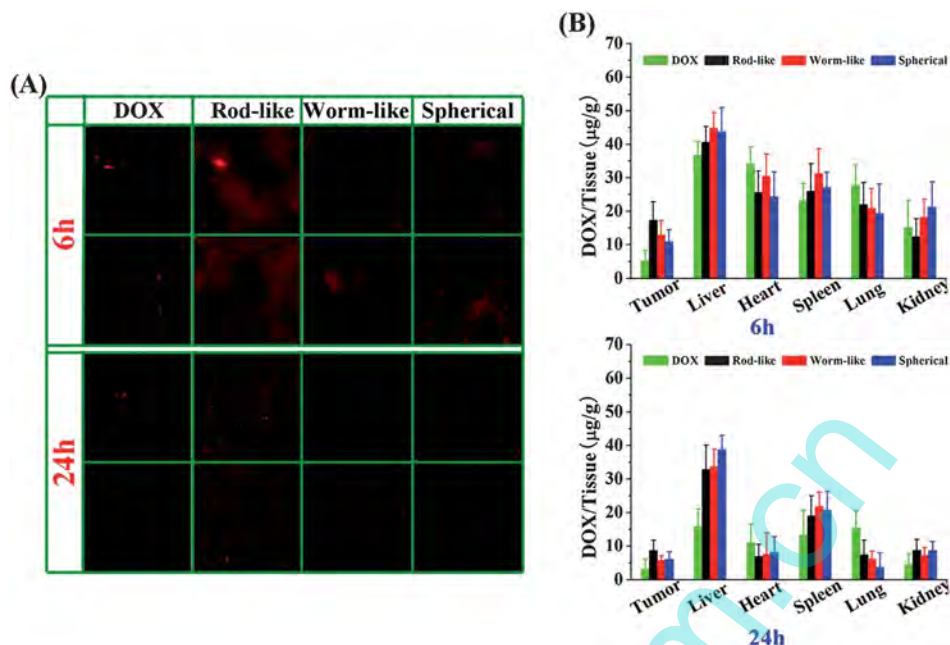 (A)
DOX Rod-like Worm-like Spherical
6h
24h
(B)
DOX Rod-like Worm-like Spherical
DOX/Tissue (μg/g)
70
60
50
40
30
20
10
0
Tumor Liver Heart Spleen Lung Kidney
6h
DOX Rod-like Worm-like Spherical
DOX/Tissue (μg/g)
70
60
50
40
30
20
10
0
Tumor Liver Heart Spleen Lung Kidney
24h
m.cn